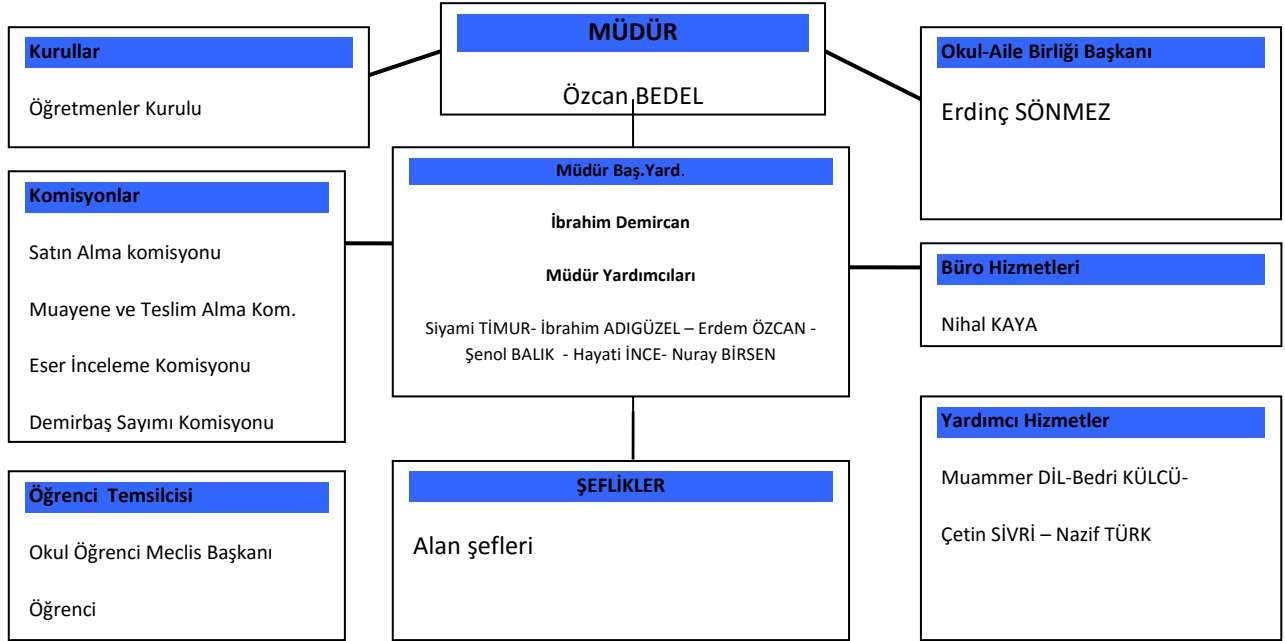 MÜDÜR
Özcan BEDEL
Kurullar
Öğretmenler Kurulu
Okul-Aile Birliği Başkanı
Erdinç SÖNMEZ
Komisyonlar
Satın Alma komisyonu
Muayene ve Teslim Alma Kom.
Eser İnceleme Komisyonu
Demirbaş Sayımı Komisyonu
Müdür Baş.Yard.
İbrahim Demircan
Müdür Yardımcıları
Siyami TİMUR- İbrahim ADIGÜZEL – Erdem ÖZCAN -
Şenol BALIK - Hayati İNCE- Nuray BİRSEN
Büro Hizmetleri
Nihal KAYA
Öğrenci Temsilcisi
Okul Öğrenci Meclis Başkanı
Öğrenci
ŞEFLİKLER
Alan şefleri
Yardımcı Hizmetler
Muammer DİL-Bedri KÜLCÜ-
Çetin SİVRİ – Nazif TÜRK